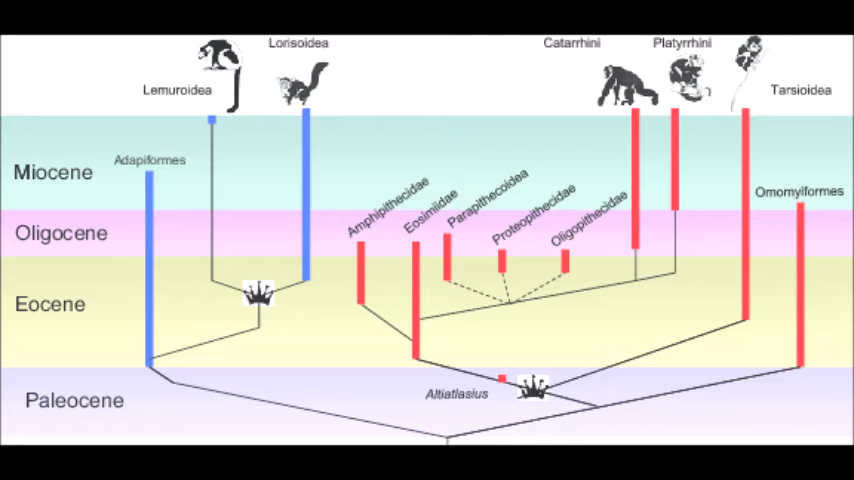 Lorisoidea
Catarrhini
Platyrrhini
Lemuroidea
Tarsioidea
Adapiformes
Miocene
Amphipithecidae
Eosimiidae
Parapithecoidea
Proteopithecidae
Oligopithecidae
Omomyiformes
Oligocene
Eocene
Altiatlasius
Paleocene